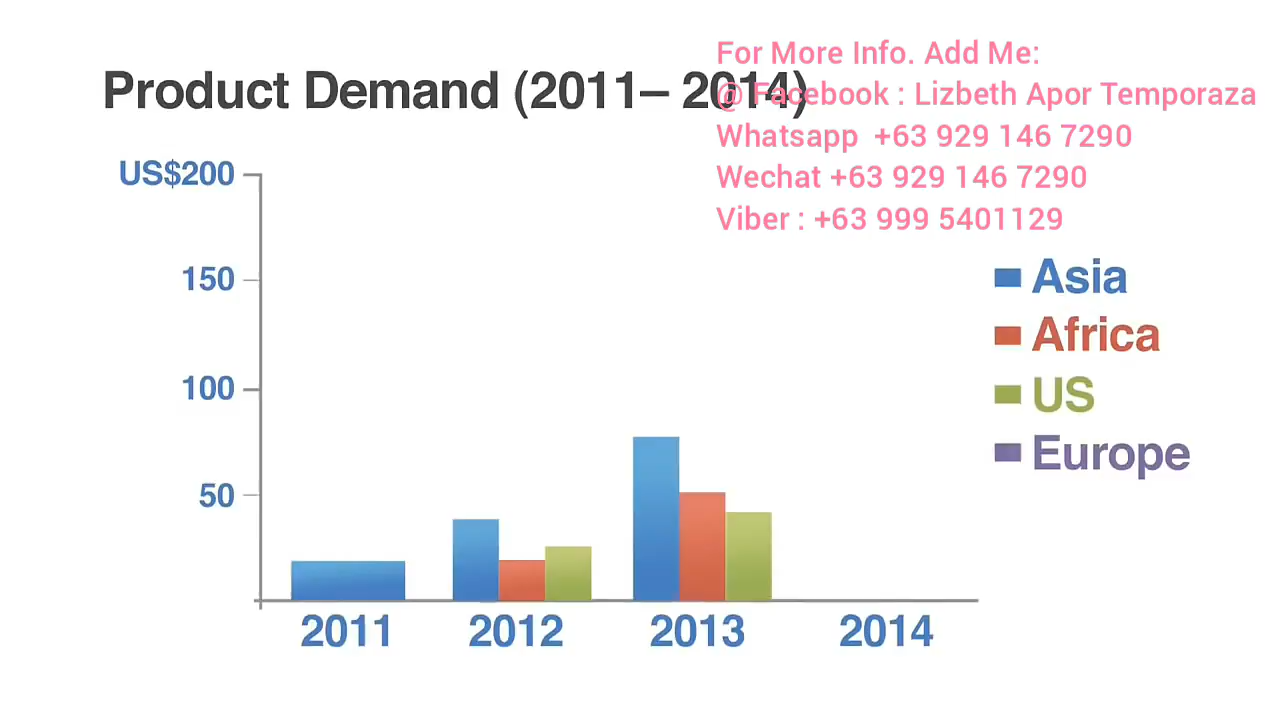 For More Info. Add Me:
Product Demand (2011– 2014)
@ Facebook : Lizbeth Apor Temporaza
Whatsapp +63 929 146 7290
US$200
Wechat +63 929 146 7290
Viber : +63 999 5401129
150
Asia
Africa
100
US
Europe
50
2011 2012 2013 2014